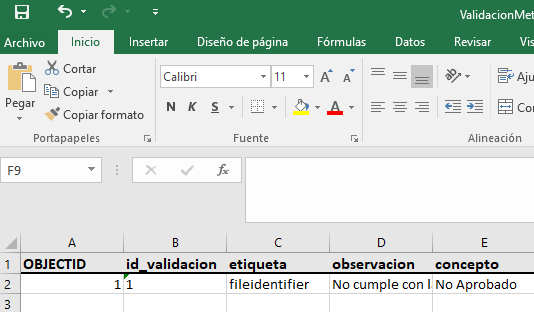 ValidacionMet
Archivo Inicio Insertar Diseño de página Fórmulas Datos Revisar V
Cortar
Copiar
Copiar formato
Pegar
Calibri 11 A A
N K S A
Aju
Co
Portapapeles Fuente Alineación
F9 fx
A B C D E
1 OBJECTID id_validacion etiqueta observacion concepto
2 1 1 fileidentifier No cumple con l No Aprobado
3